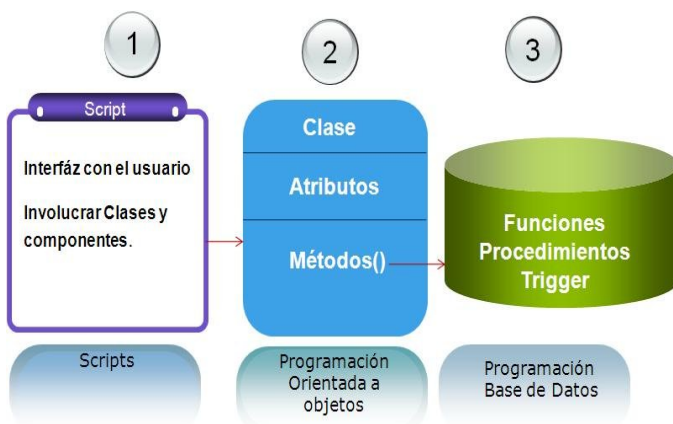 1
2
3
Script
Interfáz con el usuario
Involucrar Clases y
componentes.
Clase
Atributos
Métodos()
Funciones
Procedimientos
Trigger
Scripts
Programación
Orientada a
objetos
Programación
Base de Datos